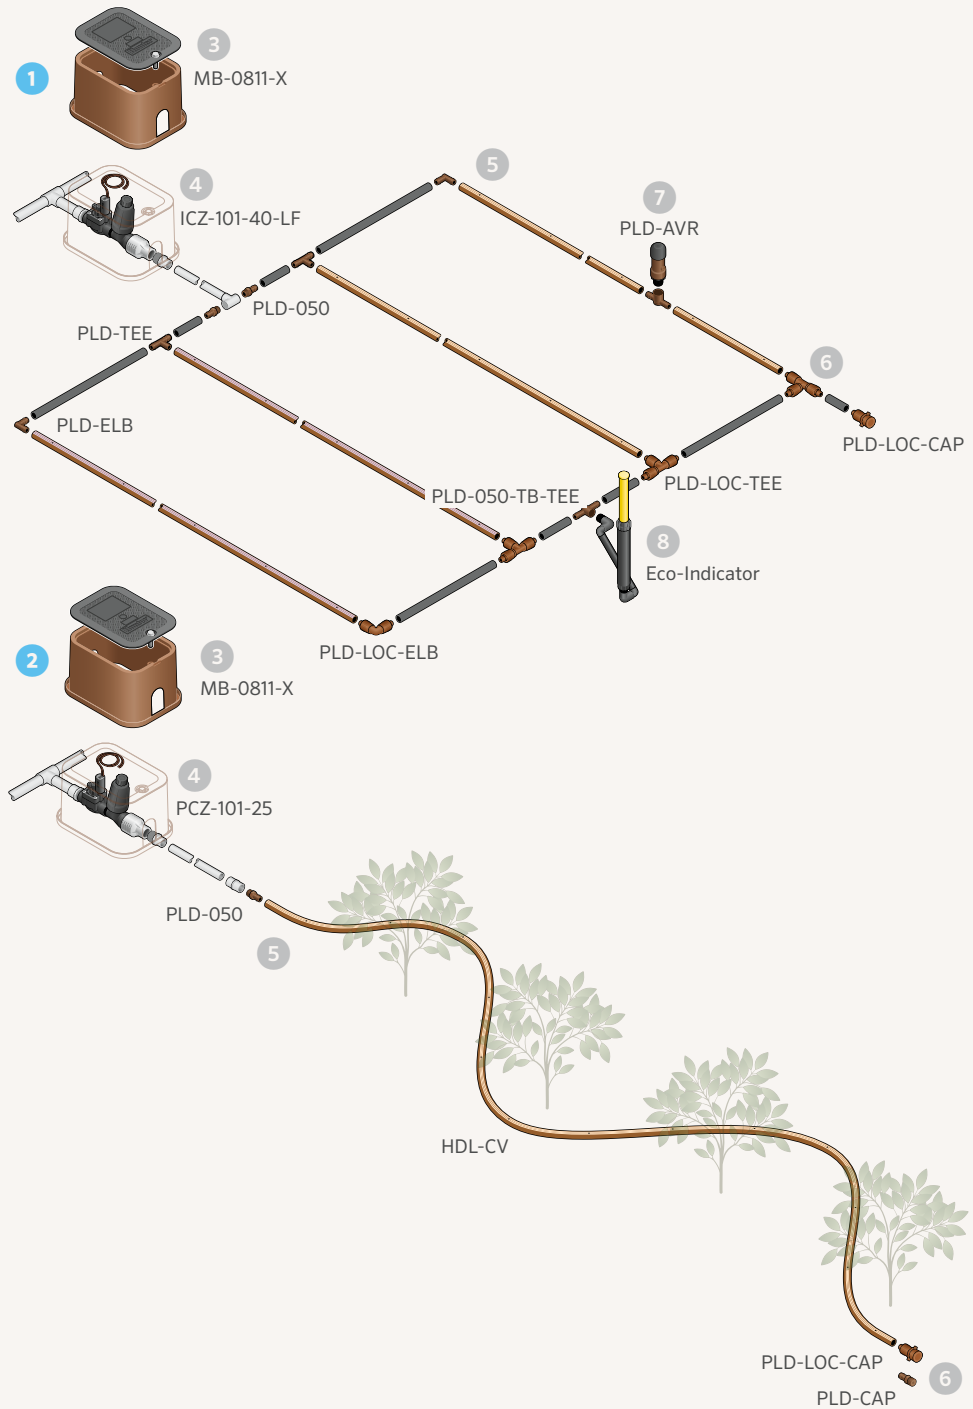 1
3
MB-0811-X
4
ICZ-101-40-LF
5
7
PLD-AVR
PLD-050
PLD-TEE
6
PLD-ELB
PLD-LOC-CAP
PLD-LOC-TEE
PLD-050-TB-TEE
8
Eco-Indicator
PLD-LOC-ELB
2
3
MB-0811-X
4
PCZ-101-25
PLD-050
5
HDL-CV
PLD-LOC-CAP
6
PLD-CAP